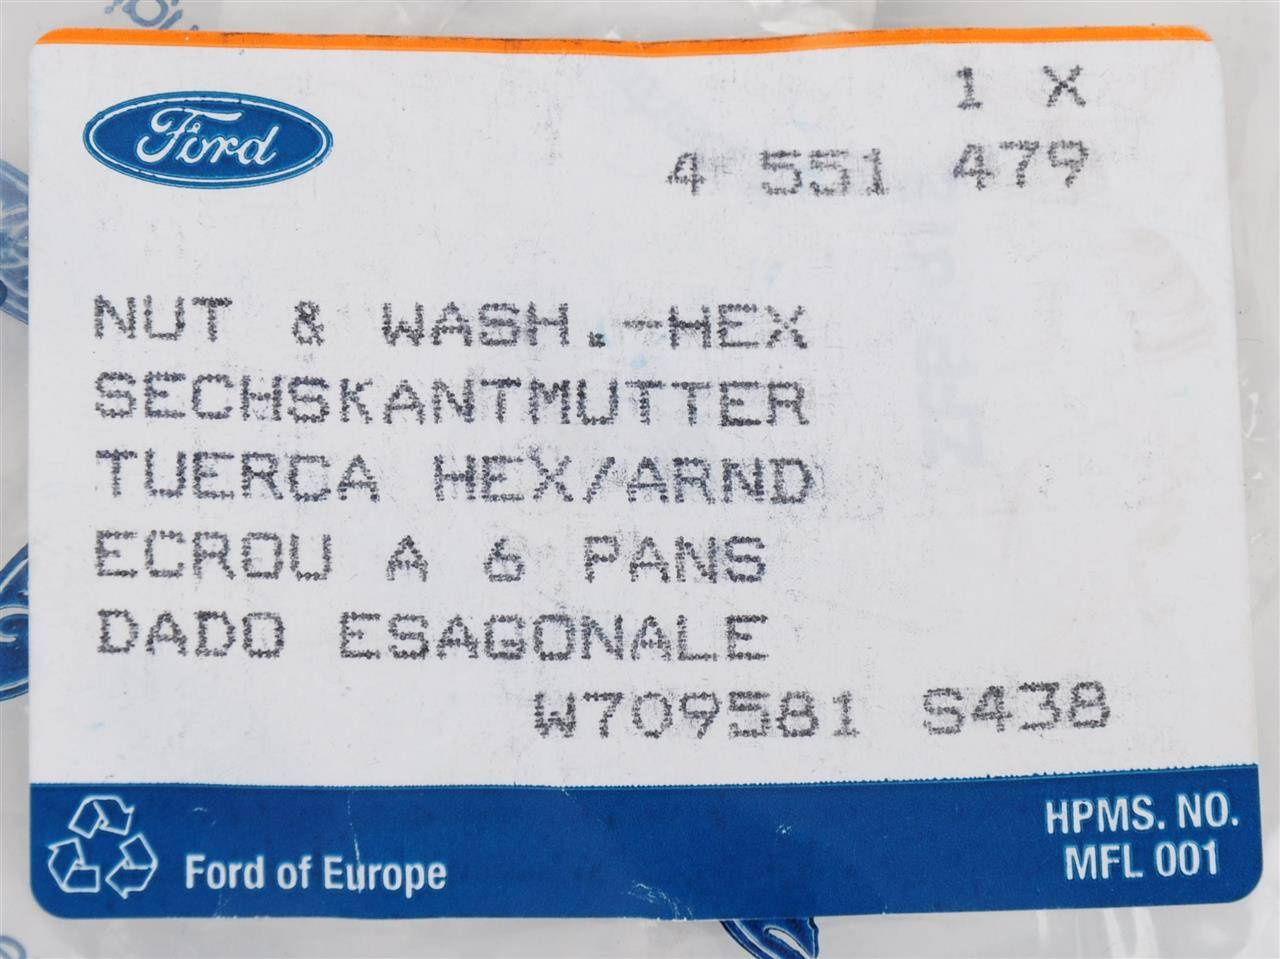 Ford
1 X
4 551 479
NUT & WASH.-HEX
SECHSKANTMUTTER
TUERCA HEX/ARND
ECROU A 6 PANS
DADO ESAGONALE
W709581 S438
HPMS. NO.
MFL 001
Ford of Europe